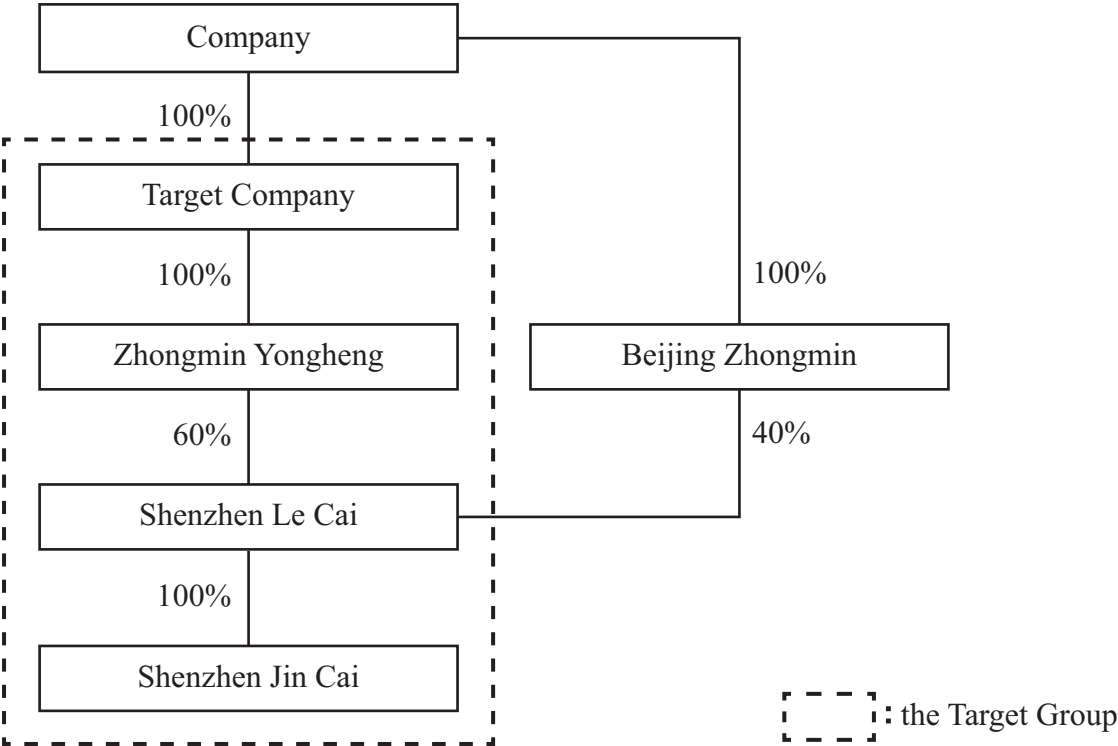 Company
100%
Target Company
100%
100%
Zhongmin Yongheng
Beijing Zhongmin
60%
40%
Shenzhen Le Cai
100%
Shenzhen Jin Cai
: the Target Group